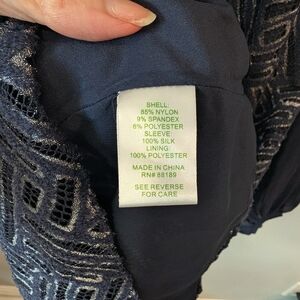 SHELL:
85% NYLON
9% SPANDEX
6% POLYESTER
SLEEVE:
100% SILK
LINING:
100% POLYESTER
MADE IN CHINA
RN# 88189
SEE REVERSE
FOR CARE